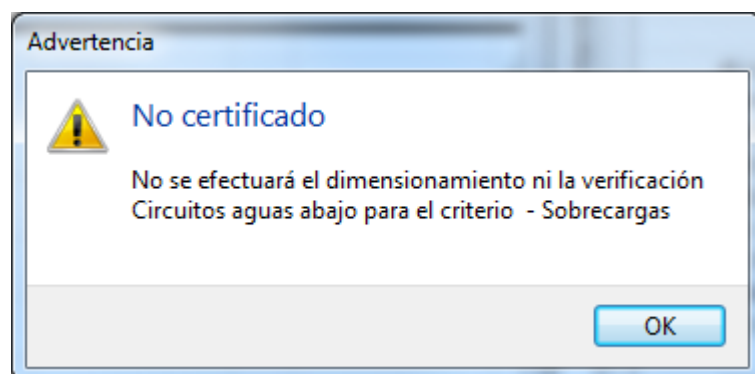 Advertencia
No certificado
No se efectuará el dimensionamiento ni la verificación
Circuitos aguas abajo para el criterio - Sobrecargas
OK